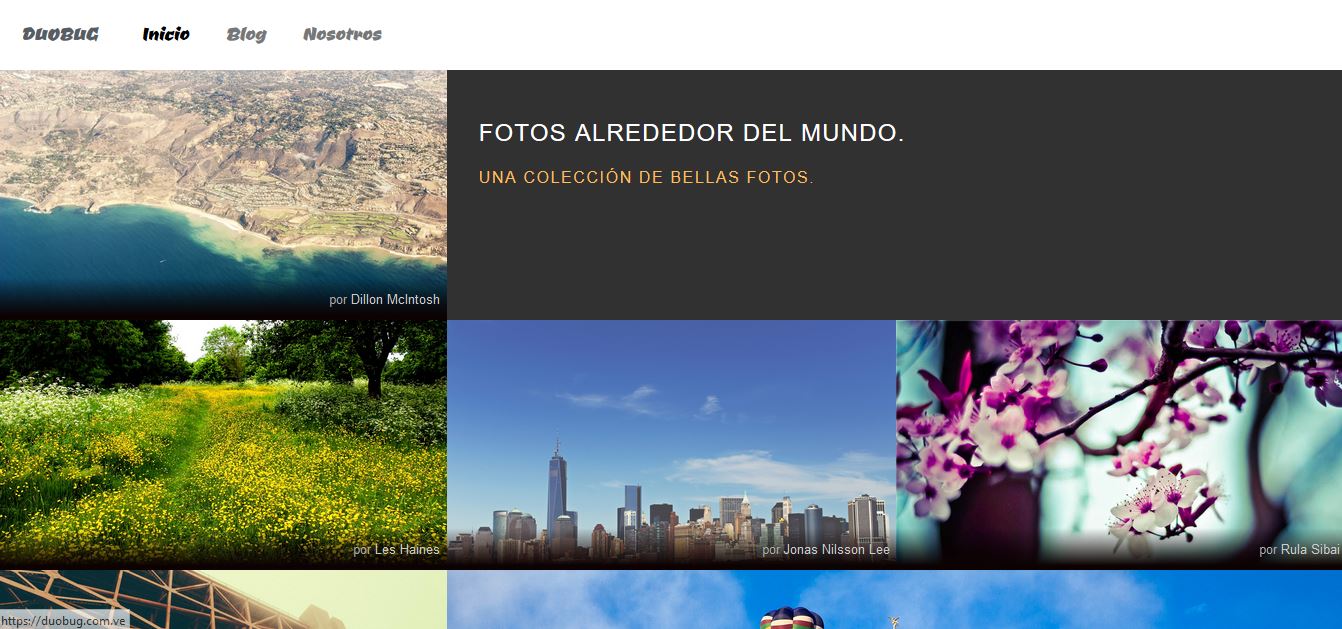 DUOBUG Inicio Blog Nosotros
FOTOS ALREDEDOR DEL MUNDO.
UNA COLECCIÓN DE BELLAS FOTOS.
por Dillon McIntosh
por Les Haines
por Jonas Nilsson Lee
por Rula Sibai
https://duobug.com.ve